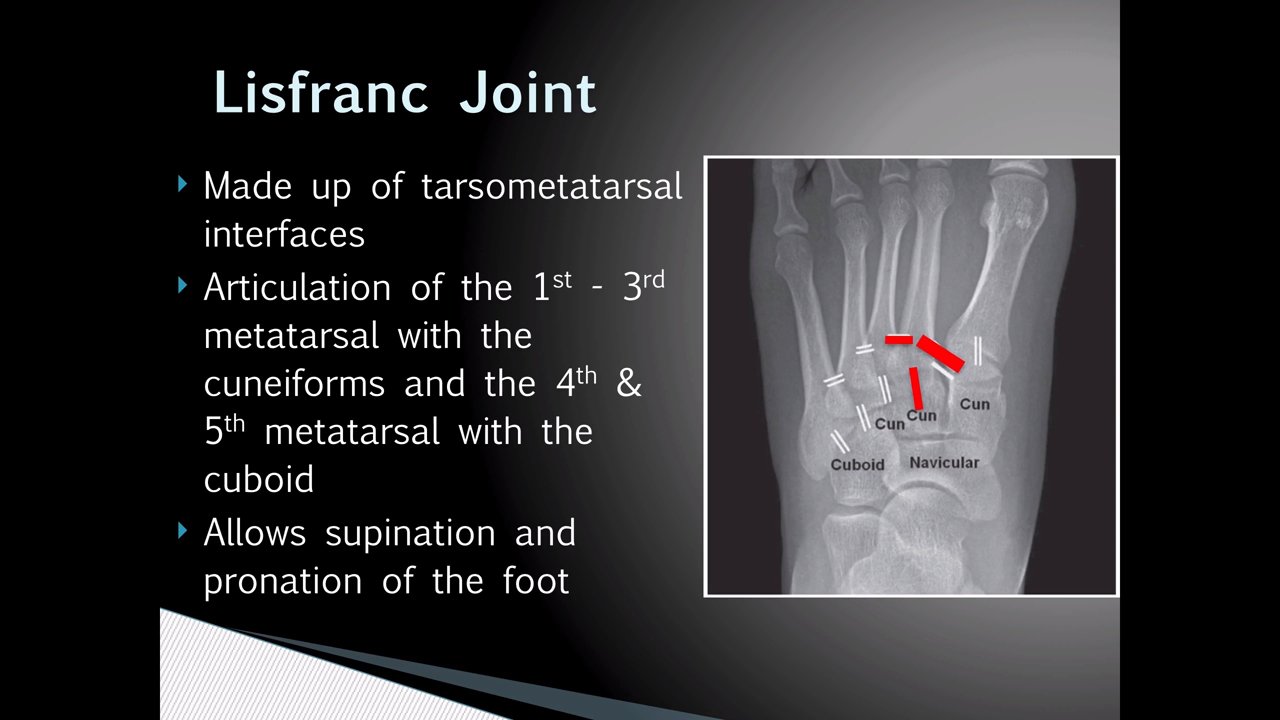 Lisfranc Joint
Made up of tarsometatarsal
interfaces
Articulation of the 1st - 3rd
metatarsal with the
cuneiforms and the 4th &
5th metatarsal with the
cuboid
Allows supination and
pronation of the foot
Cun
Cun
Cun
Cuboid
Navicular